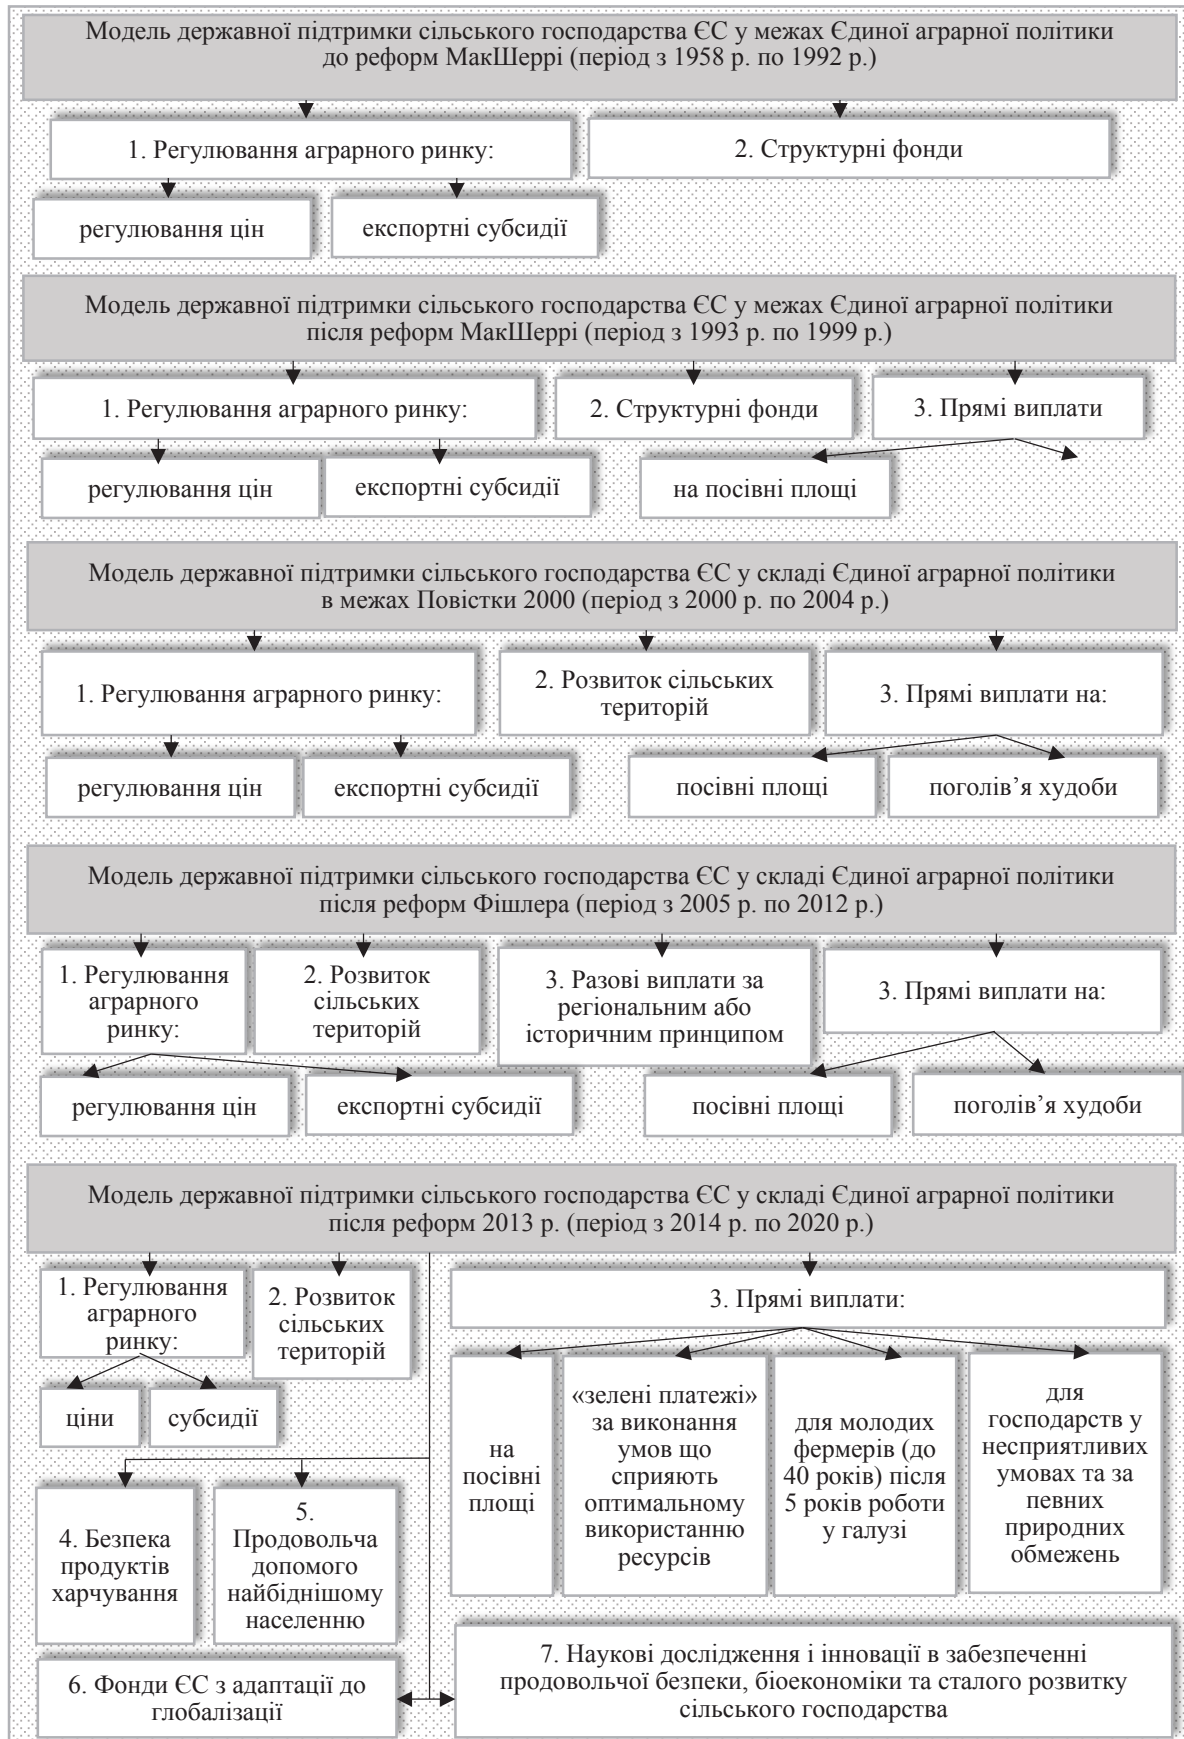 Модель державної підтримки сільського господарства ЄС у межах Єдиної аграрної політики
до реформ МакШеррі (період з 1958 р. по 1992 р.)
1. Регулювання аграрного ринку:
2. Структурні фонди
регулювання цін
експортні субсидії
Модель державної підтримки сільського господарства ЄС у межах Єдиної аграрної політики
після реформ МакШеррі (період з 1993 р. по 1999 р.)
1. Регулювання аграрного ринку:
2. Структурні фонди
3. Прямі виплати
регулювання цін
експортні субсидії
на посівні площі
Модель державної підтримки сільського господарства ЄС у складі Єдиної аграрної політики
в межах Повістки 2000 (період з 2000 р. по 2004 р.)
1. Регулювання аграрного ринку:
2. Розвиток сільських
територій
3. Прямі виплати на:
регулювання цін
експортні субсидії
посівні площі
поголів’я худоби
Модель державної підтримки сільського господарства ЄС у складі Єдиної аграрної політики
після реформ Фішлера (період з 2005 р. по 2012 р.)
1. Регулювання
аграрного
ринку:
2. Розвиток
сільських
територій
3. Разові виплати за
регіональним або
історичним принципом
3. Прямі виплати на:
регулювання цін
експортні субсидії
посівні площі
поголів’я худоби
Модель державної підтримки сільського господарства ЄС у складі Єдиної аграрної політики
після реформ 2013 р. (період з 2014 р. по 2020 р.)
1. Регулювання
аграрного
ринку:
2. Розвиток
сільських
територій
3. Прямі виплати:
ціни
субсидії
на
посівні
площі
«зелені платежі»
за виконання
умов що
сприяють
оптимальному
використанню
ресурсів
для молодих
фермерів (до
40 років) після
5 років роботи
у галузі
для
господарств у
несприятливих
умовах та за
певних
природних
обмежень
4. Безпека
продуктів
харчування
5.
Продовольча
допомого
найбіднішому
населенню
6. Фонди ЄС з адаптації до
глобалізації
7. Наукові дослідження і інновації в забезпеченні
продовольчої безпеки, біоекономіки та сталого розвитку
сільського господарства